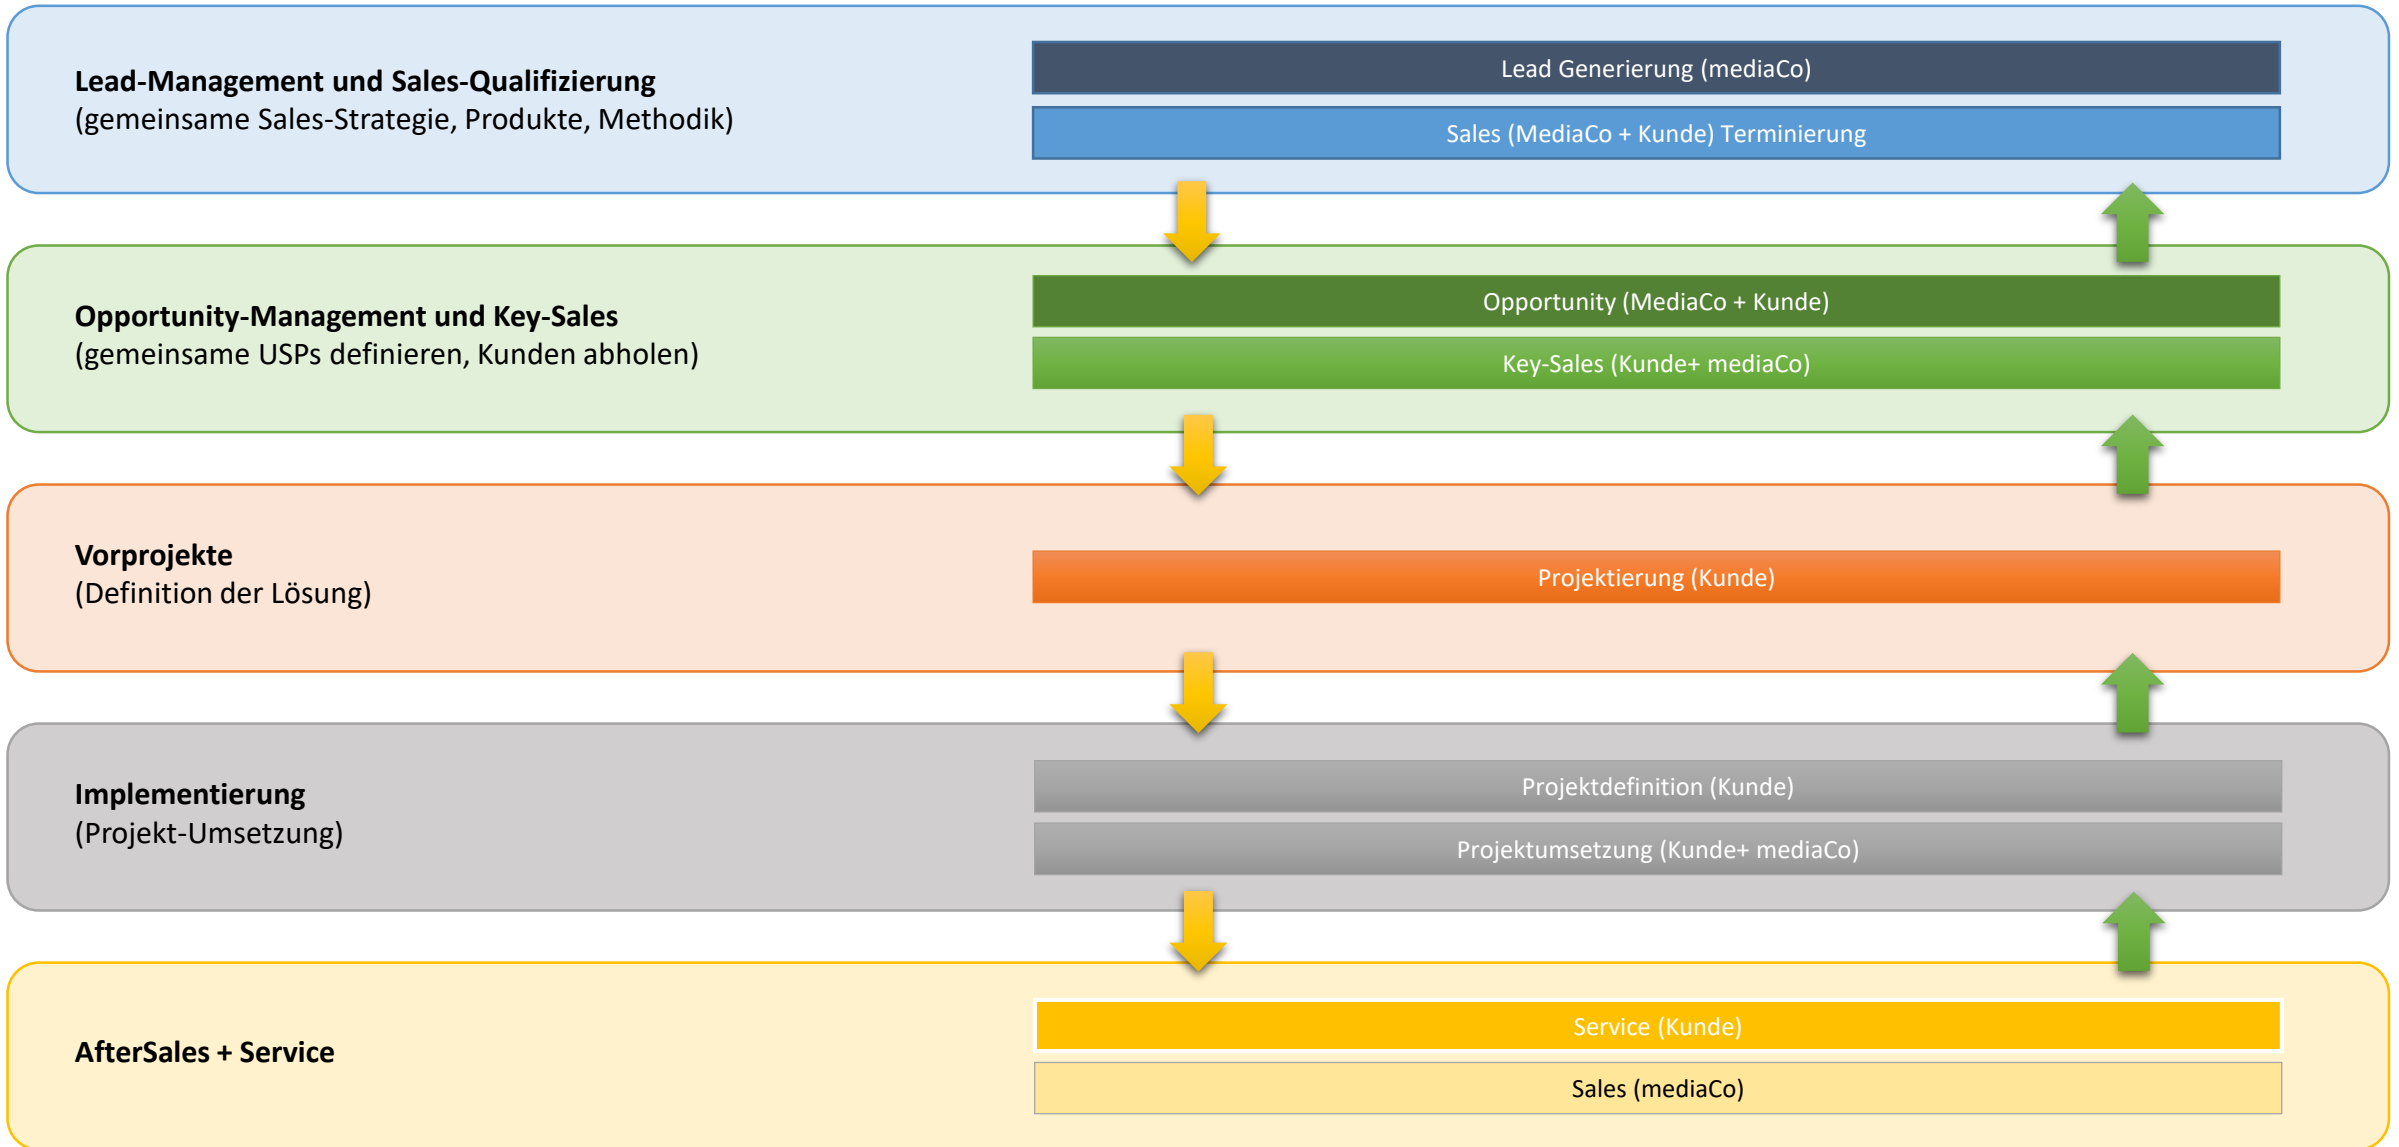 Lead-Management und Sales-Qualifizierung
(gemeinsame Sales-Strategie, Produkte, Methodik)
Lead Generierung (mediaCo)
Sales (MediaCo + Kunde) Terminierung
Opportunity-Management und Key-Sales
(gemeinsame USPs definieren, Kunden abholen)
Opportunity (MediaCo + Kunde)
Key-Sales (Kunde+ mediaCo)
Vorprojekte
(Definition der Lösung)
Projektierung (Kunde)
Implementierung
(Projekt-Umsetzung)
Projektdefinition (Kunde)
Projektumsetzung (Kunde+ mediaCo)
AfterSales + Service
Service (Kunde)
Sales (mediaCo)